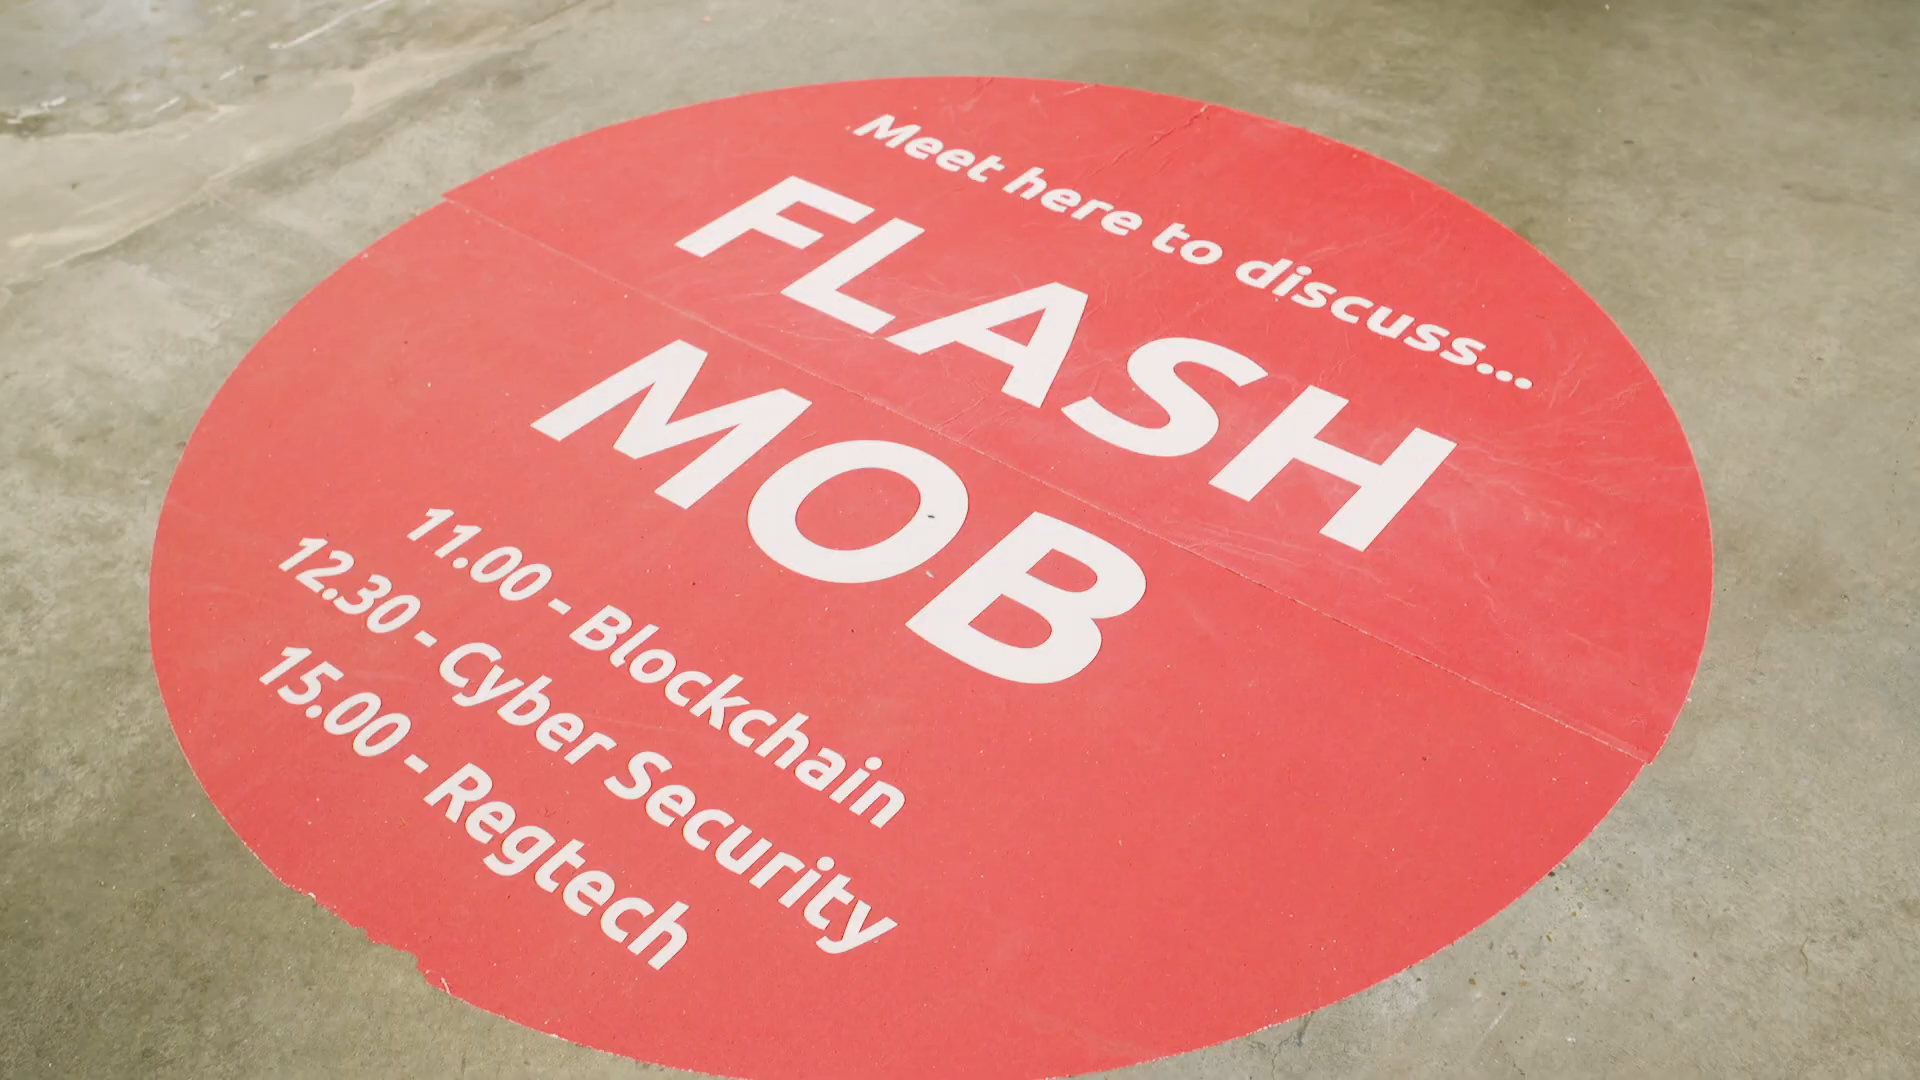 Meet here to discuss...
FLASH
MOB
11.00 - Blockchain
12.30 - Cyber Security
15.00 - Regtech